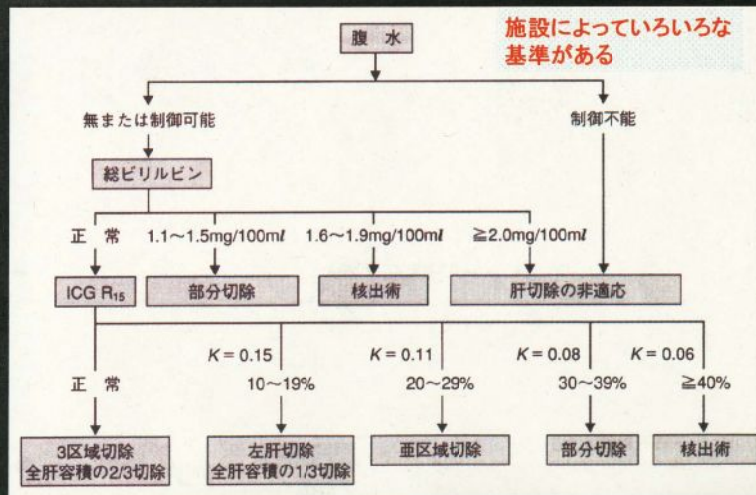 施設によっていろいろな
基準がある
腹 水
無または制御可能
制御不能
総ビリルビン
正 常
1.1～1.5mg/100ml
1.6～1.9mg/100ml
≧2.0mg/100ml
ICG R15
部分切除
核出術
肝切除の非適応
K = 0.15
K = 0.11
K = 0.08
K = 0.06
正 常
10～19%
20～29%
30～39%
≧40%
3区域切除
全肝容積の2/3切除
左肝切除
全肝容積の1/3切除
亜区域切除
部分切除
核出術